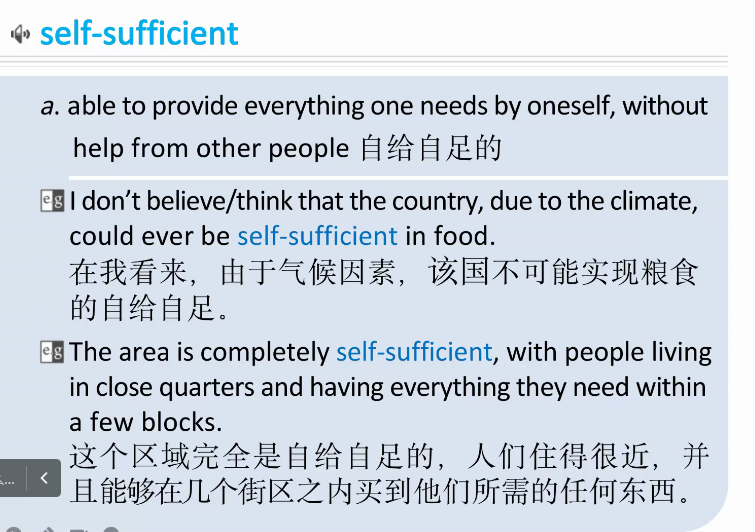 self-sufficient
a. able to provide everything one needs by oneself, without
help from other people 自给自足的
eg I don't believe/think that the country, due to the climate,
could ever be self-sufficient in food.
在我看来，由于气候因素，该国不可能实现粮食
的自给自足。
eg The area is completely self-sufficient, with people living
in close quarters and having everything they need within
a few blocks.
这个区域完全是自给自足的，人们住得很近，并
且能够在几个街区之内买到他们所需的任何东西。